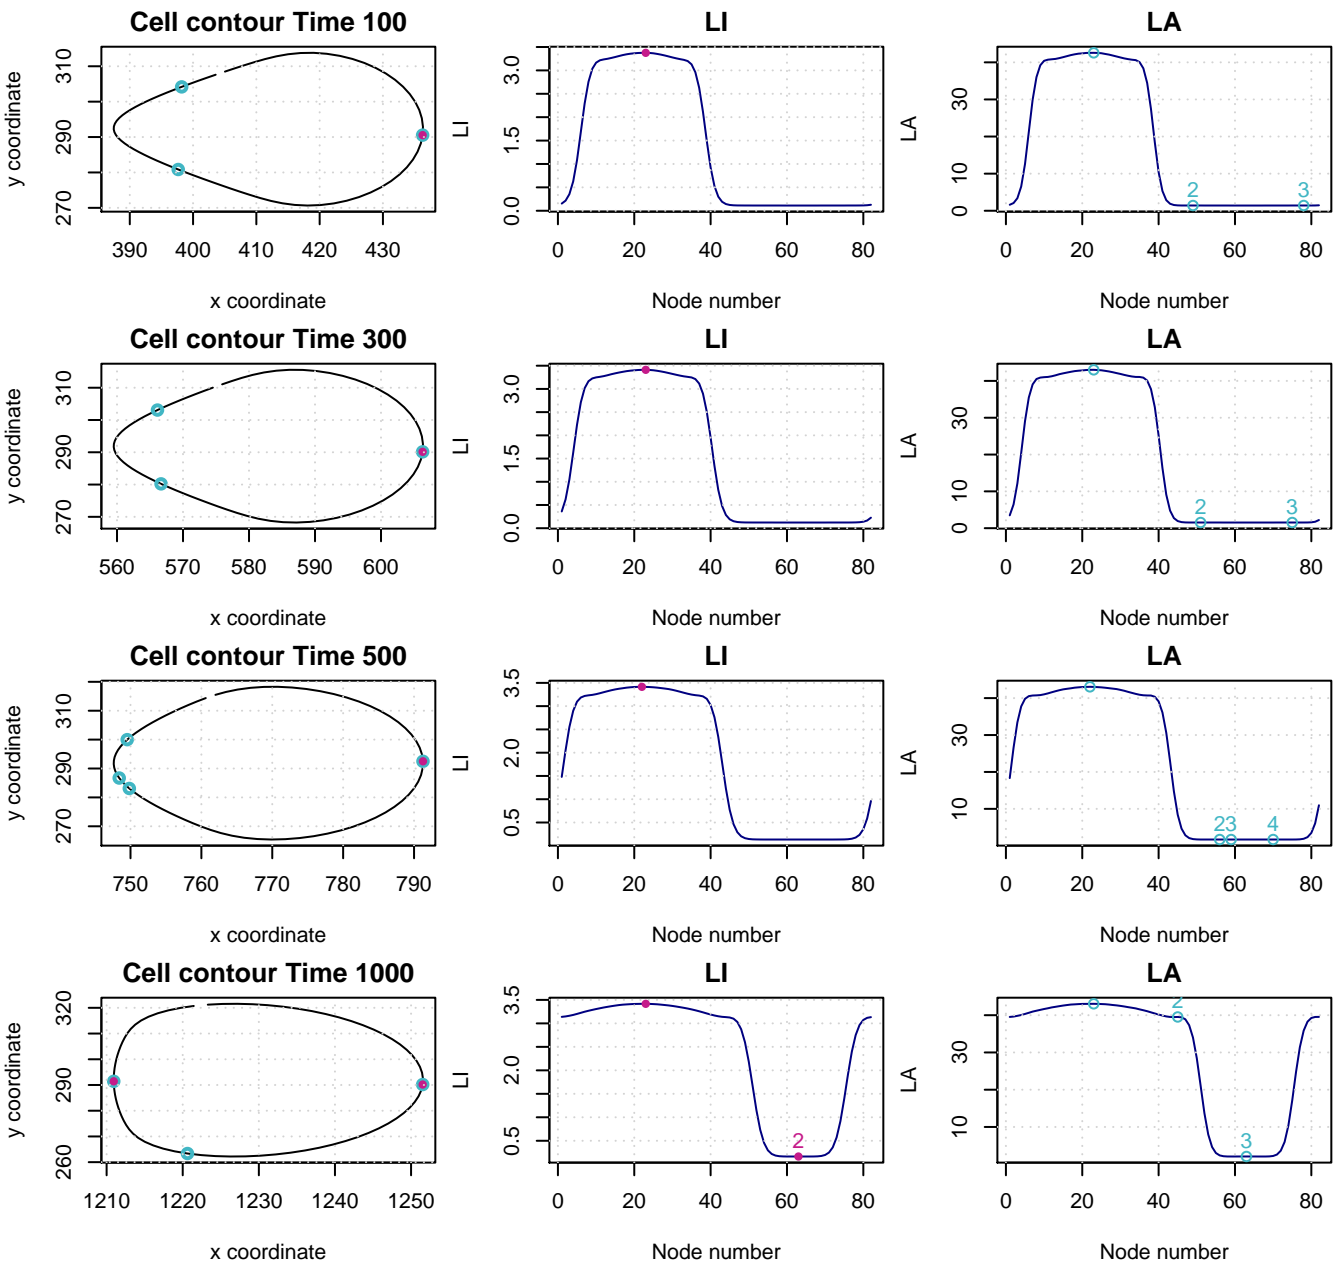 Cell contour Time 100
LI
LA
y coordinate
270 290 310
390 400 410 420 430
x coordinate
LI
0.0 1.5 3.0
0 20 40 60 80
Node number
LA
0 10 30
2 3
0 20 40 60 80
Node number
Cell contour Time 300
LI
LA
y coordinate
270 290 310
560 570 580 590 600
x coordinate
LI
0.0 1.5 3.0
0 20 40 60 80
Node number
LA
0 10 30
2 3
0 20 40 60 80
Node number
Cell contour Time 500
LI
LA
y coordinate
270 290 310
750 760 770 780 790
x coordinate
LI
0.5 2.0 3.5
0 20 40 60 80
Node number
LA
10 30
2 3 4
0 20 40 60 80
Node number
Cell contour Time 1000
LI
LA
y coordinate
260 290 320
1210 1220 1230 1240 1250
x coordinate
LI
0.5 2.0 3.5
2
0 20 40 60 80
Node number
LA
10 30
2
3
0 20 40 60 80
Node number